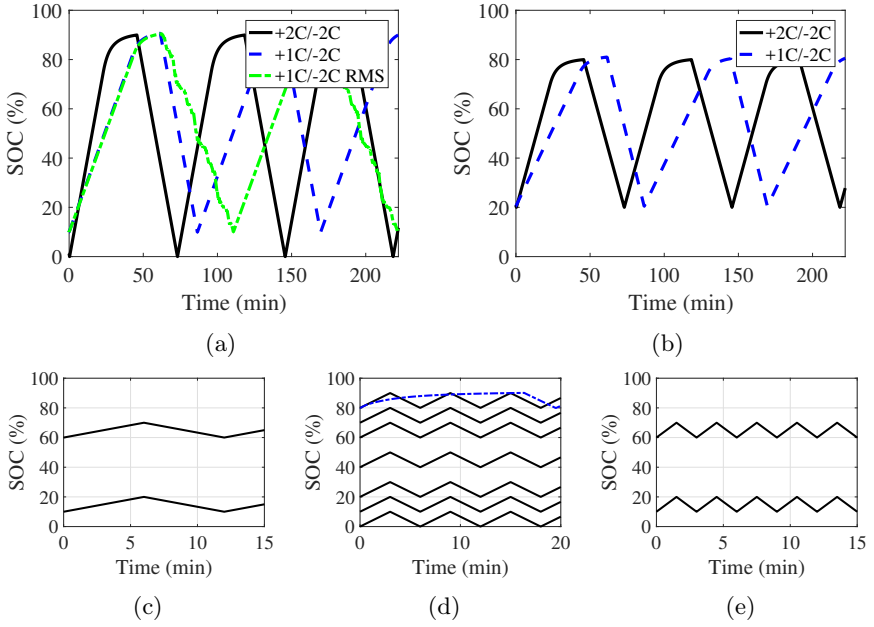 +2C/-2C
+1C/-2C
+1C/-2C RMS
SOC (%)
100
80
60
40
20
0
0 50 100 150 200
Time (min)
(a)
+2C/-2C
+1C/-2C
SOC (%)
100
80
60
40
20
0
0 50 100 150 200
Time (min)
(b)
SOC (%)
100
80
60
40
20
0
0 5 10 15
Time (min)
(c)
SOC (%)
100
80
60
40
20
0
0 10 20
Time (min)
(d)
SOC (%)
100
80
60
40
20
0
0 5 10 15
Time (min)
(e)